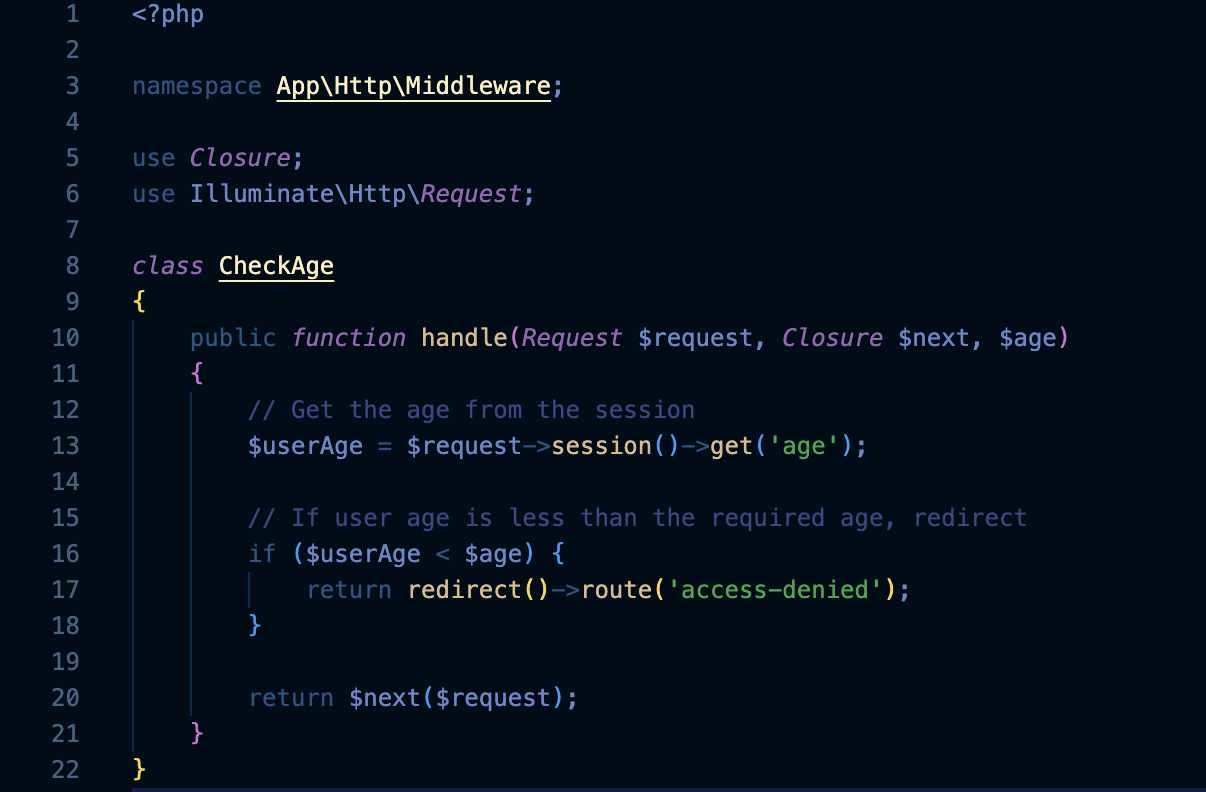 1 <?php
2
3 namespace App\Http\Middleware;
4
5 use Closure;
6 use Illuminate\Http\Request;
7
8 class CheckAge
9 {
10     public function handle(Request $request, Closure $next, $age)
11     {
12         // Get the age from the session
13         $userAge = $request->session()->get('age');
14
15         // If user age is less than the required age, redirect
16         if ($userAge < $age) {
17             return redirect()->route('access-denied');
18         }
19
20         return $next($request);
21     }
22 }